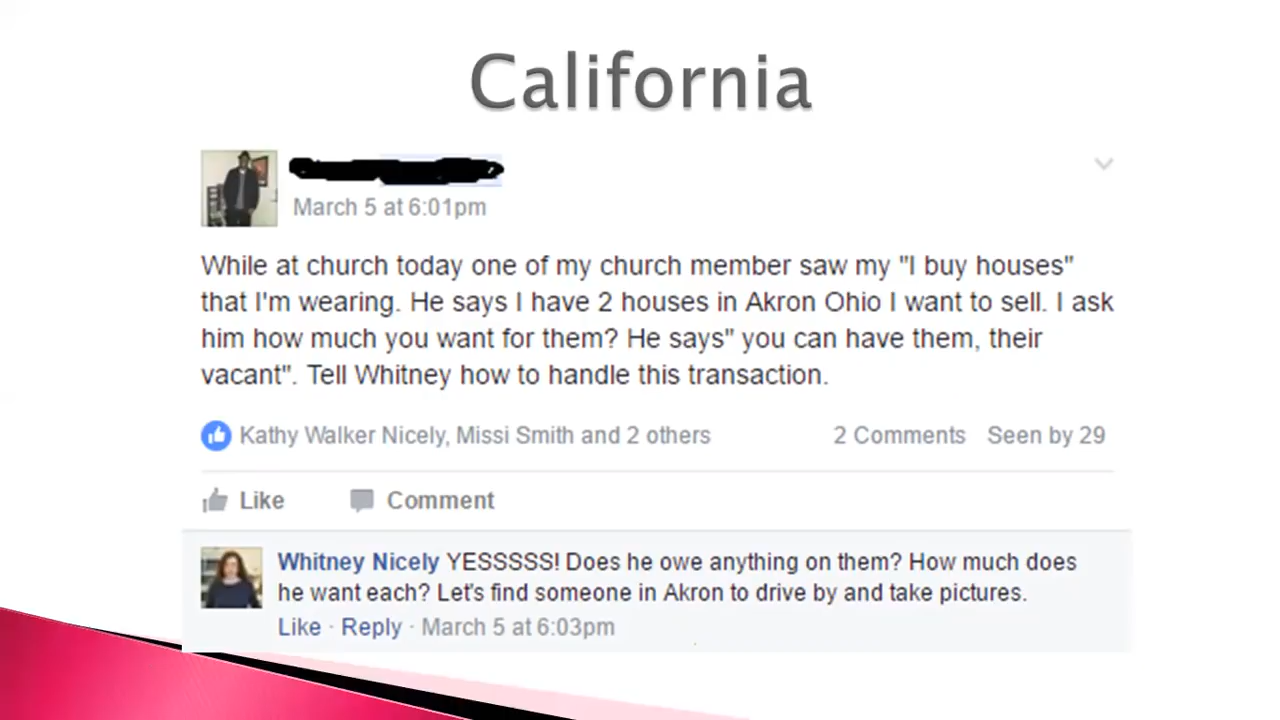 California
March 5 at 6:01pm
While at church today one of my church member saw my "I buy houses"
that I'm wearing. He says I have 2 houses in Akron Ohio I want to sell. I ask
him how much you want for them? He says" you can have them, their
vacant". Tell Whitney how to handle this transaction.
Kathy Walker Nicely, Missi Smith and 2 others 2 Comments Seen by 29
Like Comment
Whitney Nicely YESSSSS! Does he owe anything on them? How much does
he want each? Let's find someone in Akron to drive by and take pictures.
Like · Reply · March 5 at 6:03pm